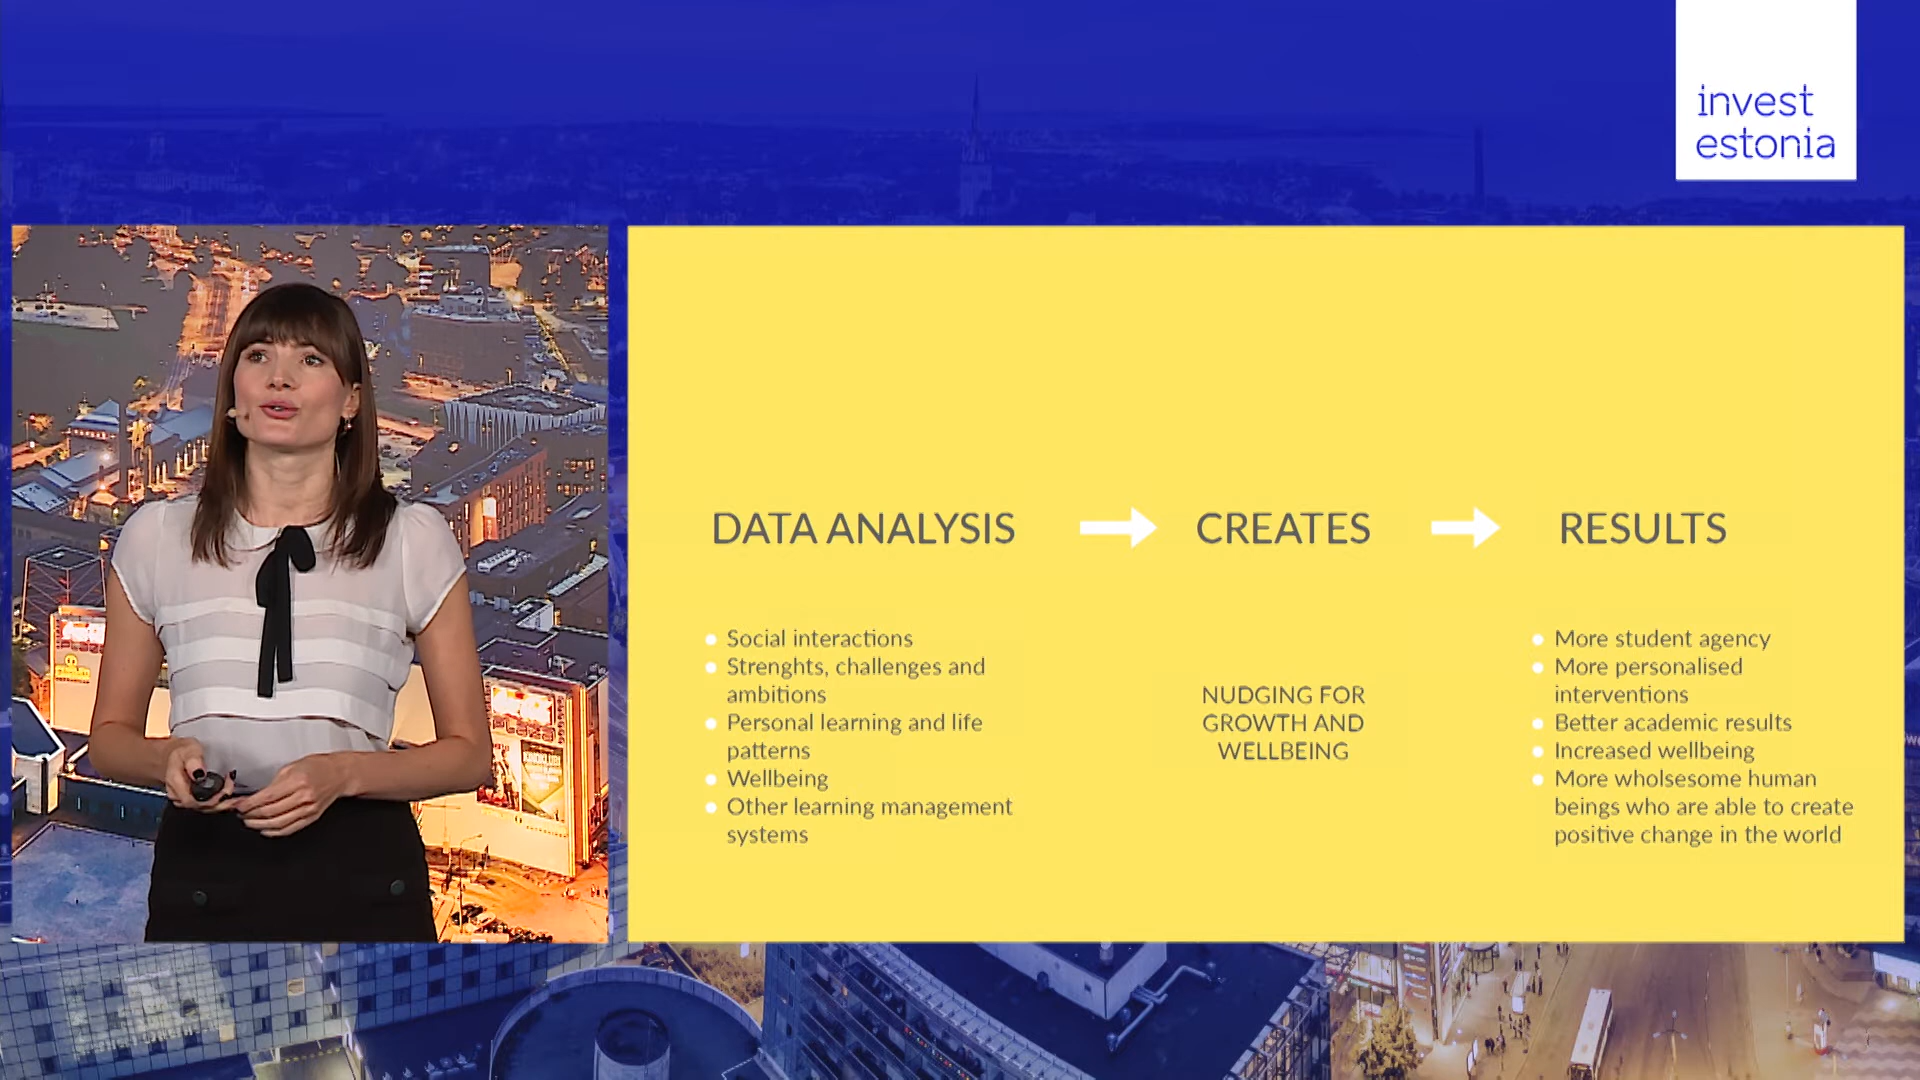 invest
estonia
DATA ANALYSIS
CREATES
RESULTS
Social interactions
Strenghts, challenges and
ambitions
Personal learning and life
patterns
Wellbeing
Other learning management
systems
NUDGING FOR
GROWTH AND
WELLBEING
More student agency
More personalised
interventions
Better academic results
Increased wellbeing
More wholsesome human
beings who are able to create
positive change in the world